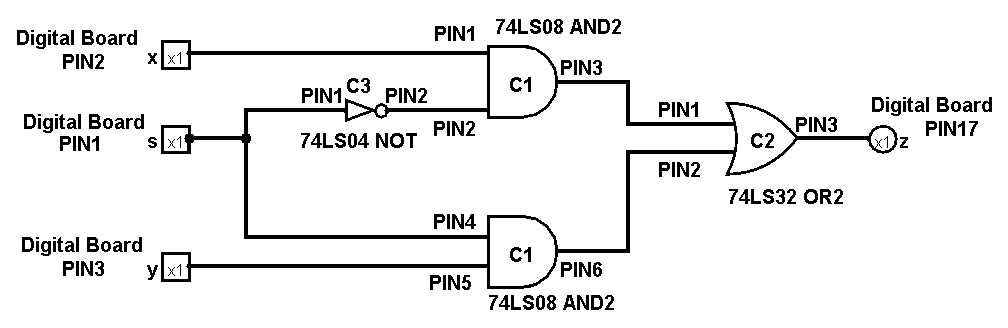 74LS08 AND2
Digital Board
PIN2
x
x1
PIN1
C1
PIN3
C3
PIN1
PIN2
PIN2
74LS04 NOT
Digital Board
PIN1
s
x1
PIN1
PIN2
C2
PIN3
74LS32 OR2
Digital Board
PIN17
x1
z
Digital Board
PIN3
y
x1
PIN4
PIN5
C1
PIN6
74LS08 AND2